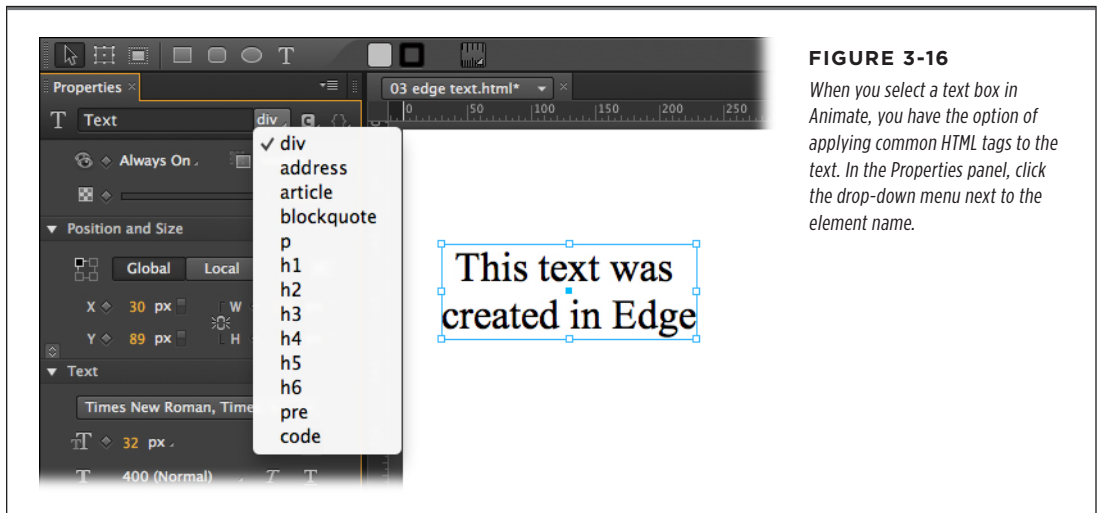 T
Properties ×
03 edge text.html* ×
0 50 100 150 200 250
T Text div C {}
Always On
Position and Size
Global Local
X 30 px W
Y 89 px H
Text
Times New Roman, Time
TT 32 px
T 400 (Normal) T T
✓ div
address
article
blockquote
p
h1
h2
h3
h4
h5
h6
pre
code
This text was
created in Edge
FIGURE 3-16
When you select a text box in
Animate, you have the option of
applying common HTML tags to the
text. In the Properties panel, click
the drop-down menu next to the
element name.